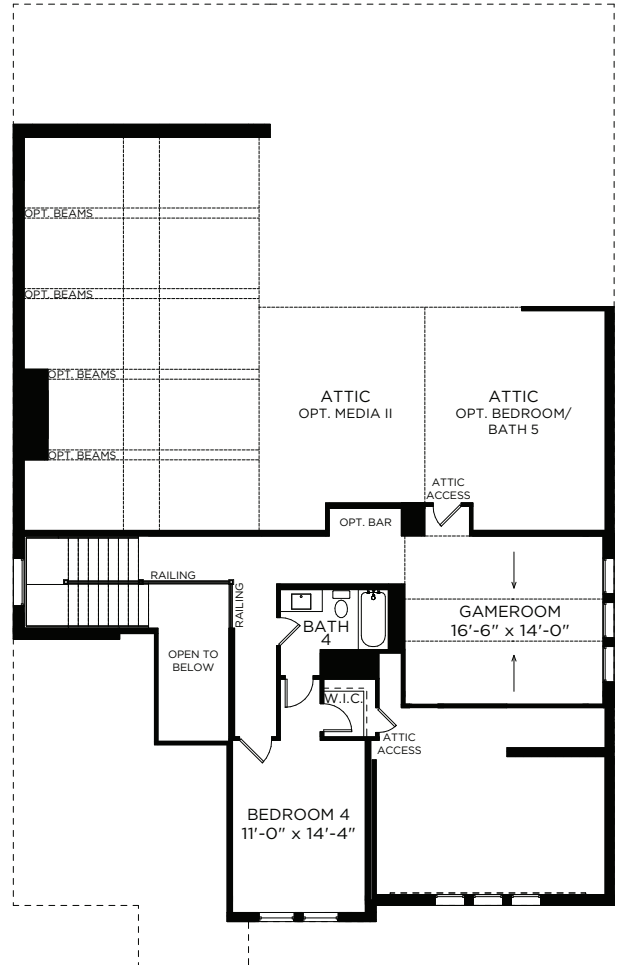 OPT. BEAMS
OPT. BEAMS
OPT. BEAMS
OPT. BEAMS
ATTIC
OPT. MEDIA II
ATTIC
OPT. BEDROOM/
BATH 5
ATTIC
ACCESS
OPT. BAR
RAILING
RAILING
OPEN TO
BELOW
BATH
4
GAMEROOM
16'-6" x 14'-0"
W.I.C.
ATTIC
ACCESS
BEDROOM 4
11'-0" x 14'-4"